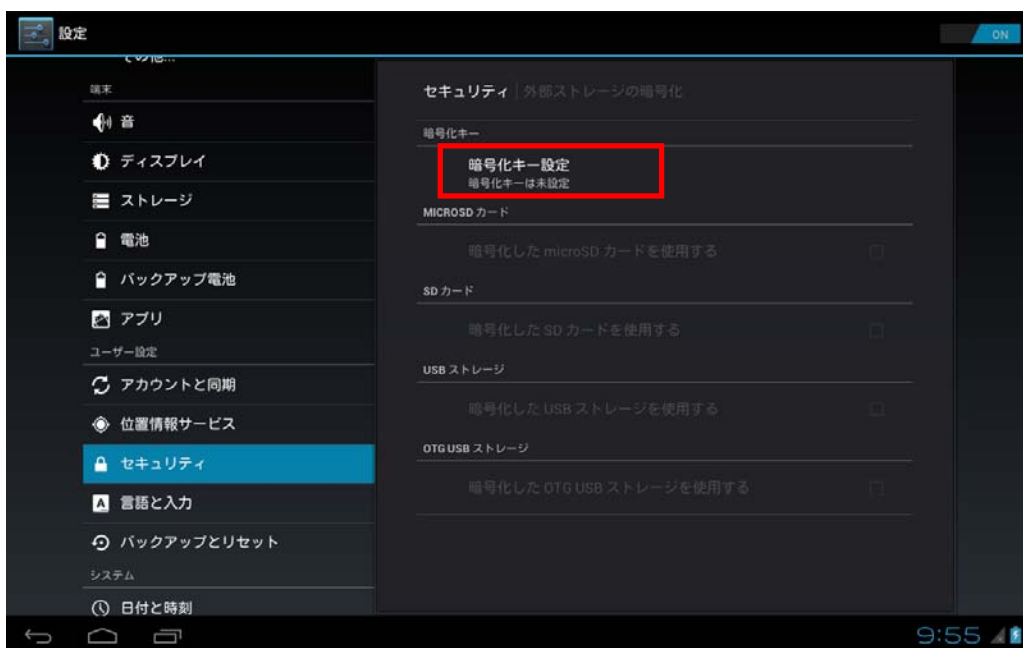 設定
ON
その他...
端末
音
ディスプレイ
ストレージ
電池
バックアップ電池
アプリ
ユーザー設定
アカウントと同期
位置情報サービス
セキュリティ
A 言語と入力
バックアップとリセット
システム
日付と時刻
セキュリティ 外部ストレージの暗号化
暗号化キー
暗号化キー設定
暗号化キーは未設定
MICROSD カード
暗号化した microSD カードを使用する
SD カード
暗号化した SD カードを使用する
USB ストレージ
暗号化した USB ストレージを使用する
OTG USB ストレージ
暗号化した OTG USB ストレージを使用する
9:55